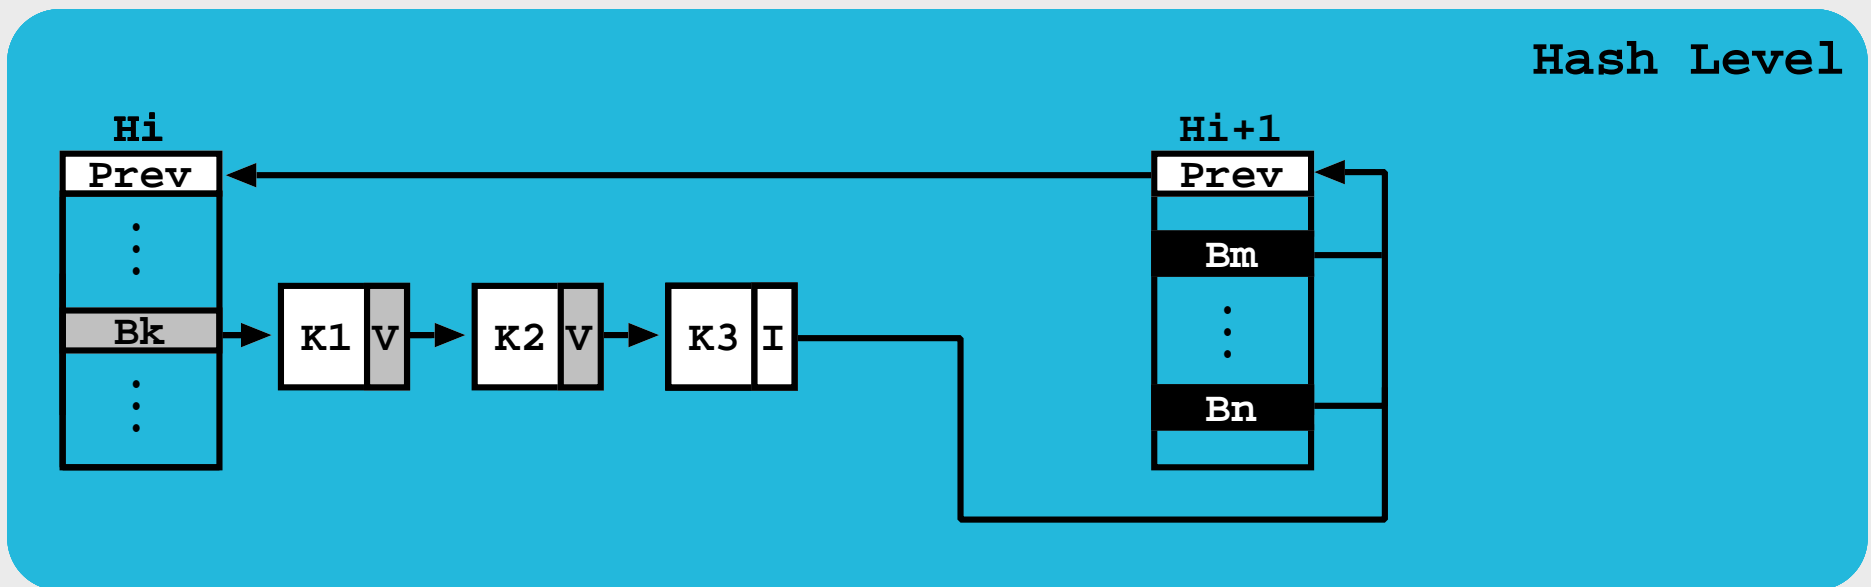 Hash Level
Hi
Hi+1
Prev
Prev
Bm
Bk
K1 V
K2 V
K3 I
Bn